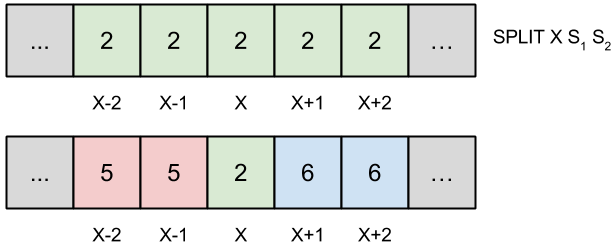 ... 2 2 2 2 2 ... SPLIT X S₁ S₂
X-2 X-1 X X+1 X+2
... 5 5 2 6 6 ...
X-2 X-1 X X+1 X+2